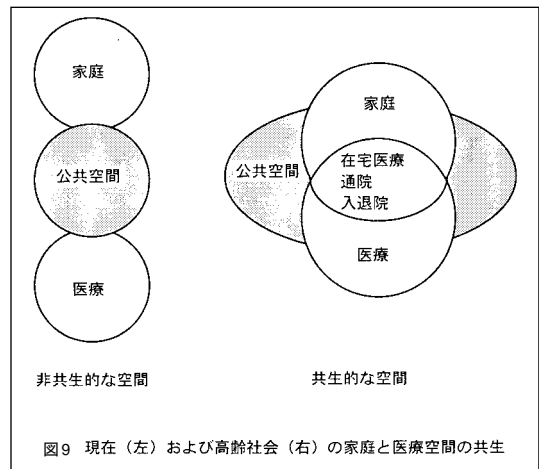 家庭
公共空間
医療
非共生的な空間
家庭
公共空間
在宅医療
通院
入退院
医療
共生的な空間
図9 現在（左）および高齢社会（右）の家庭と医療空間の共生